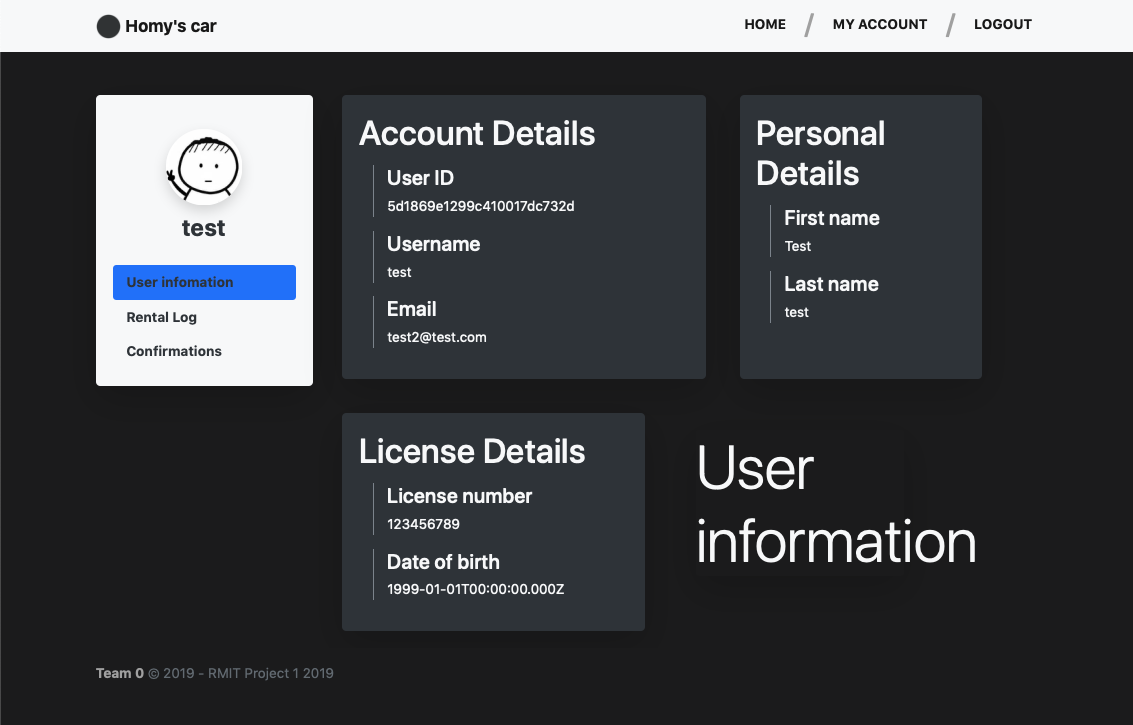 Homy's car
HOME / MY ACCOUNT / LOGOUT
test
User infomation
Rental Log
Confirmations
Account Details
User ID
5d1869e1299c410017dc732d
Username
test
Email
test2@test.com
Personal
Details
First name
Test
Last name
test
License Details
License number
123456789
Date of birth
1999-01-01T00:00:00.000Z
User
information
Team 0 © 2019 - RMIT Project 1 2019